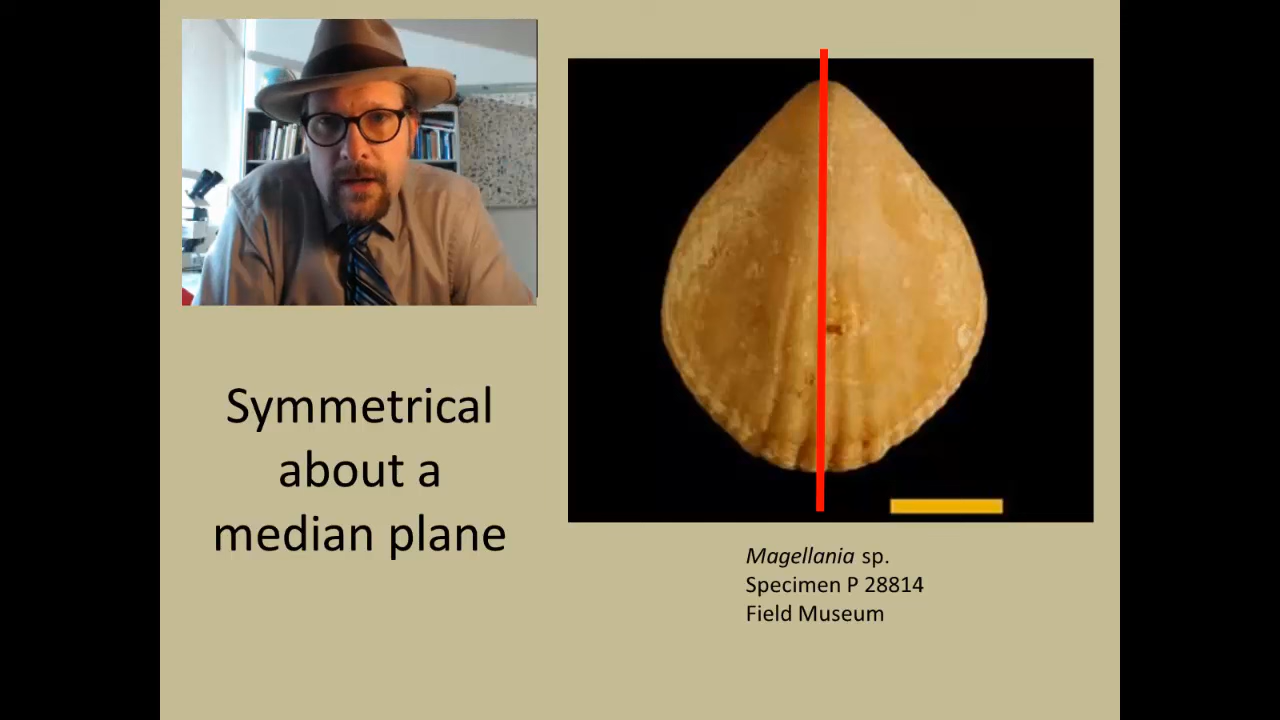 Symmetrical
about a
median plane
Magellania sp.
Specimen P 28814
Field Museum